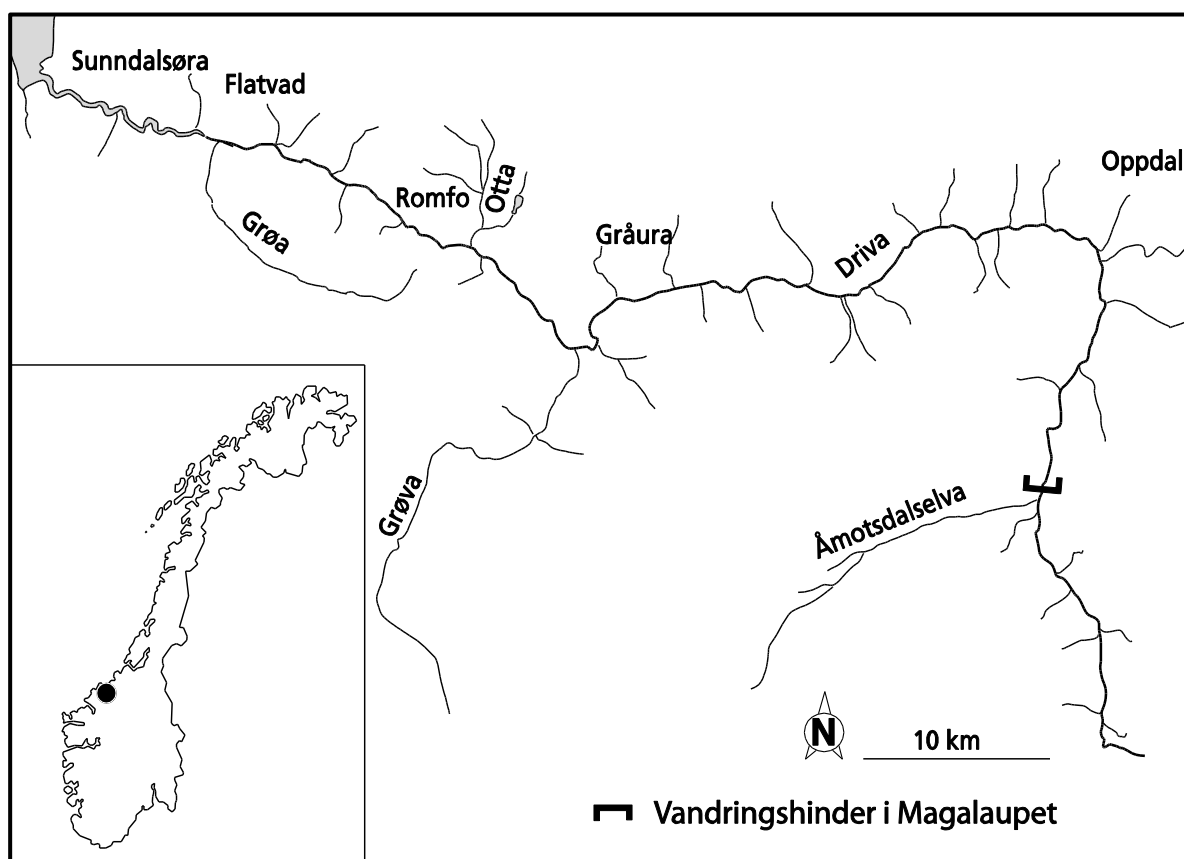 Sunndalsøra
Flatvad
Oppdal
Romfo
Otta
Grøa
Gråura
Driva
Grøva
Åmotsdalselva
N
10 km
Vandringshinder i Magalaupet